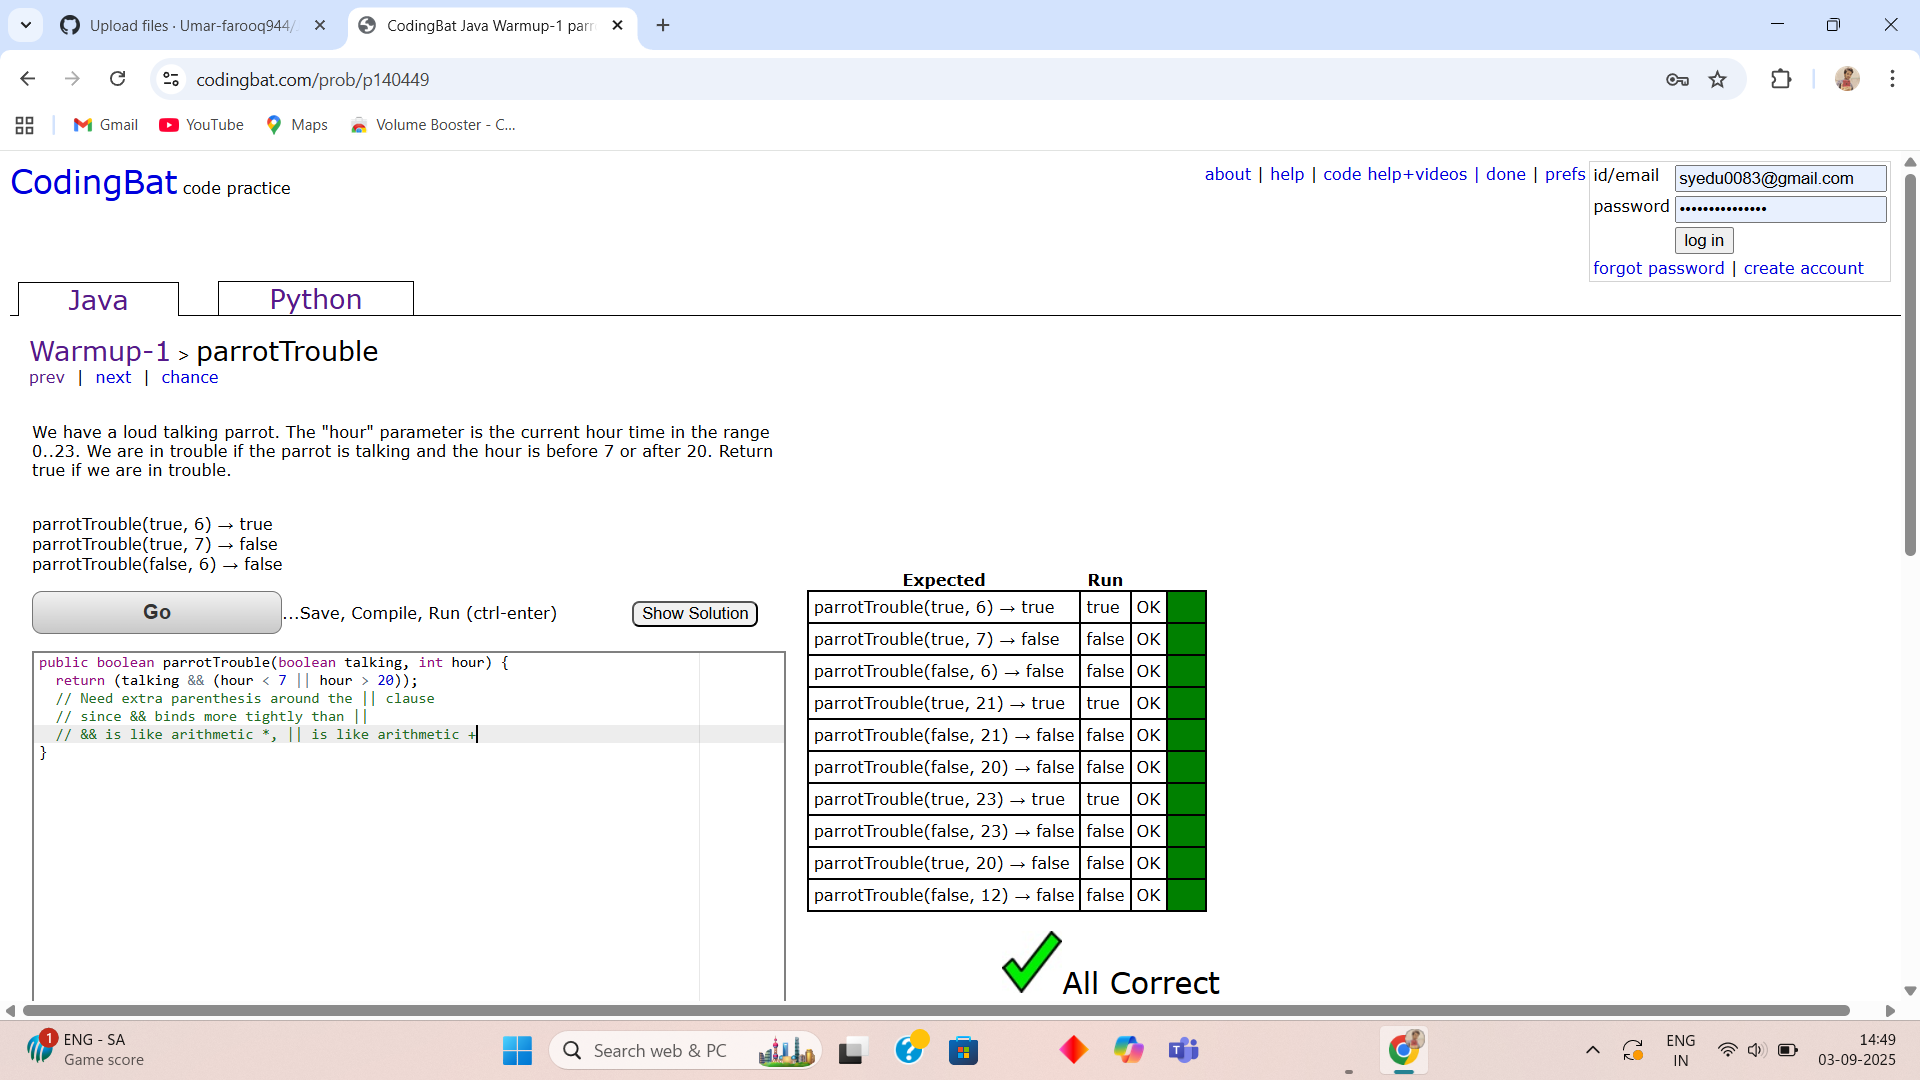 Upload files · Umar-farooq944/
CodingBat Java Warmup-1 parr
codingbat.com/prob/p140449
Gmail
YouTube
Maps
Volume Booster - C...
CodingBat code practice
about | help | code help+videos | done | prefs
id/email syedu0083@gmail.com
password •••••••••••••••
log in
forgot password | create account
Java
Python
Warmup-1 > parrotTrouble
prev | next | chance
We have a loud talking parrot. The "hour" parameter is the current hour time in the range
0..23. We are in trouble if the parrot is talking and the hour is before 7 or after 20. Return
true if we are in trouble.
parrotTrouble(true, 6) → true
parrotTrouble(true, 7) → false
parrotTrouble(false, 6) → false
Go ...Save, Compile, Run (ctrl-enter) Show Solution
public boolean parrotTrouble(boolean talking, int hour) {
  return (talking && (hour < 7 || hour > 20));
  // Need extra parenthesis around the || clause
  // since && binds more tightly than ||
  // && is like arithmetic *, || is like arithmetic +
}
Expected Run
parrotTrouble(true, 6) → true true OK
parrotTrouble(true, 7) → false false OK
parrotTrouble(false, 6) → false false OK
parrotTrouble(true, 21) → true true OK
parrotTrouble(false, 21) → false false OK
parrotTrouble(false, 20) → false false OK
parrotTrouble(true, 23) → true true OK
parrotTrouble(false, 23) → false false OK
parrotTrouble(true, 20) → false false OK
parrotTrouble(false, 12) → false false OK
All Correct
1
ENG - SA
Game score
Search web & PC
ENG
IN
14:49
03-09-2025